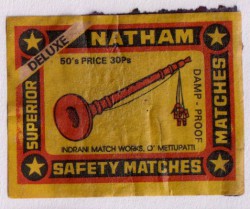 DELUXE
NATHAM
50's PRICE 30Ps
SUPERIOR
DAMP - PROOF
MATCHES
INDRANI MATCH WORKS, O' METTUPATTI
SAFETY MATCHES